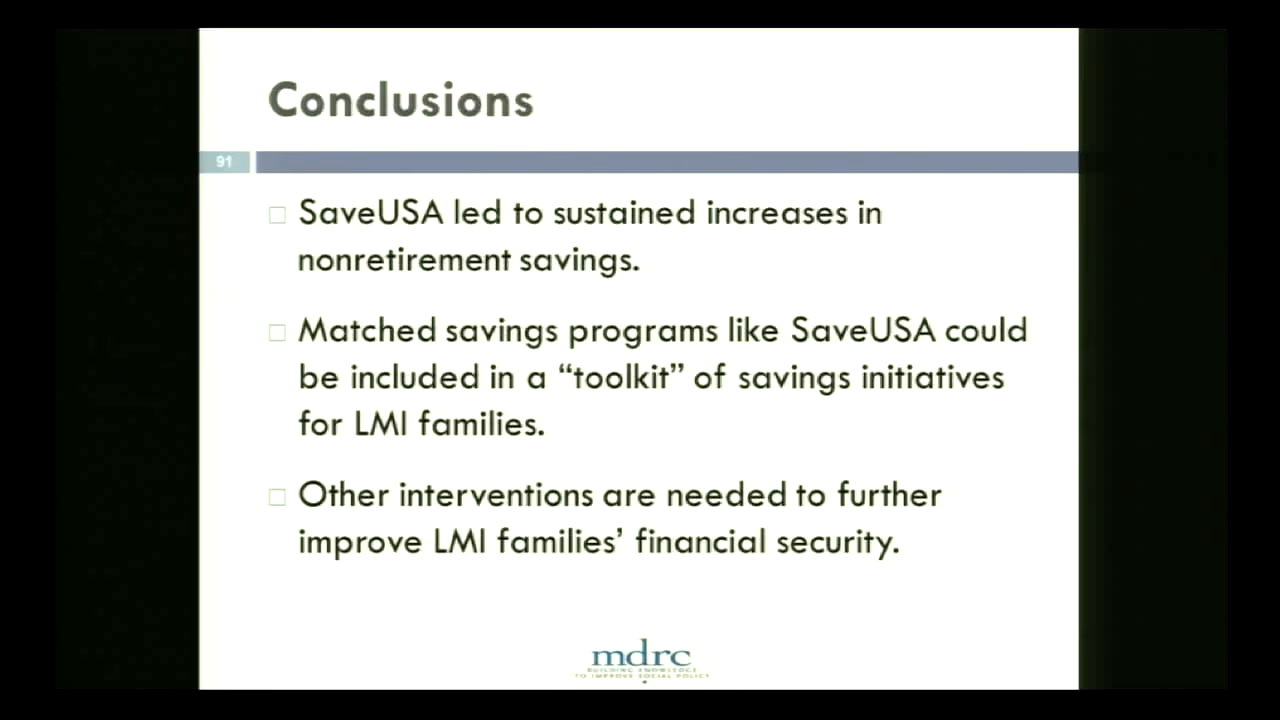 Conclusions
91
□ SaveUSA led to sustained increases in
nonretirement savings.
□ Matched savings programs like SaveUSA could
be included in a “toolkit” of savings initiatives
for LMI families.
□ Other interventions are needed to further
improve LMI families’ financial security.
mdrc
BUILDING KNOWLEDGE
TO IMPROVE SOCIAL POLICY